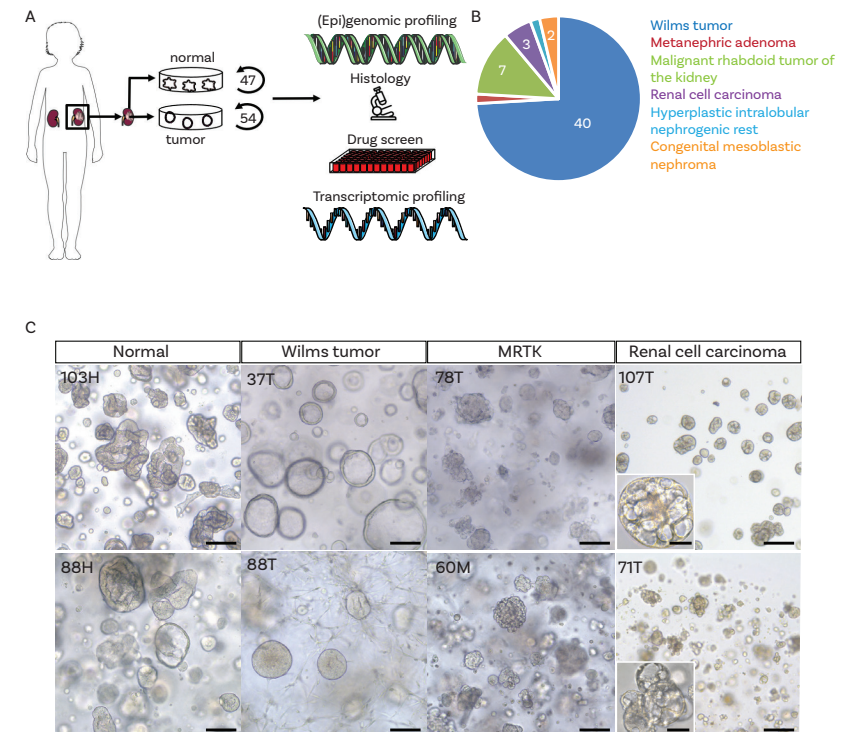 A
(Epi)genomic profiling
normal
47
54
tumor
Histology
Drug screen
Transcriptomic profiling
B
2
3
7
40
Wilms tumor
Metanephric adenoma
Malignant rhabdoid tumor of
the kidney
Renal cell carcinoma
Hyperplastic intralobular
nephrogenic rest
Congenital mesoblastic
nephroma
C
Normal
Wilms tumor
MRTK
Renal cell carcinoma
103H
37T
78T
107T
88H
88T
60M
71T